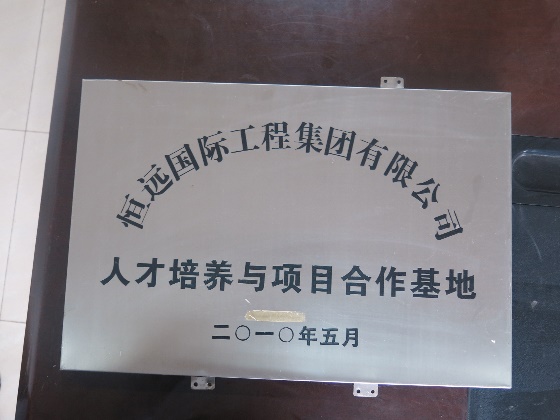 恒远国际工程集团有限公司
人才培养与项目合作基地
二〇一〇年五月